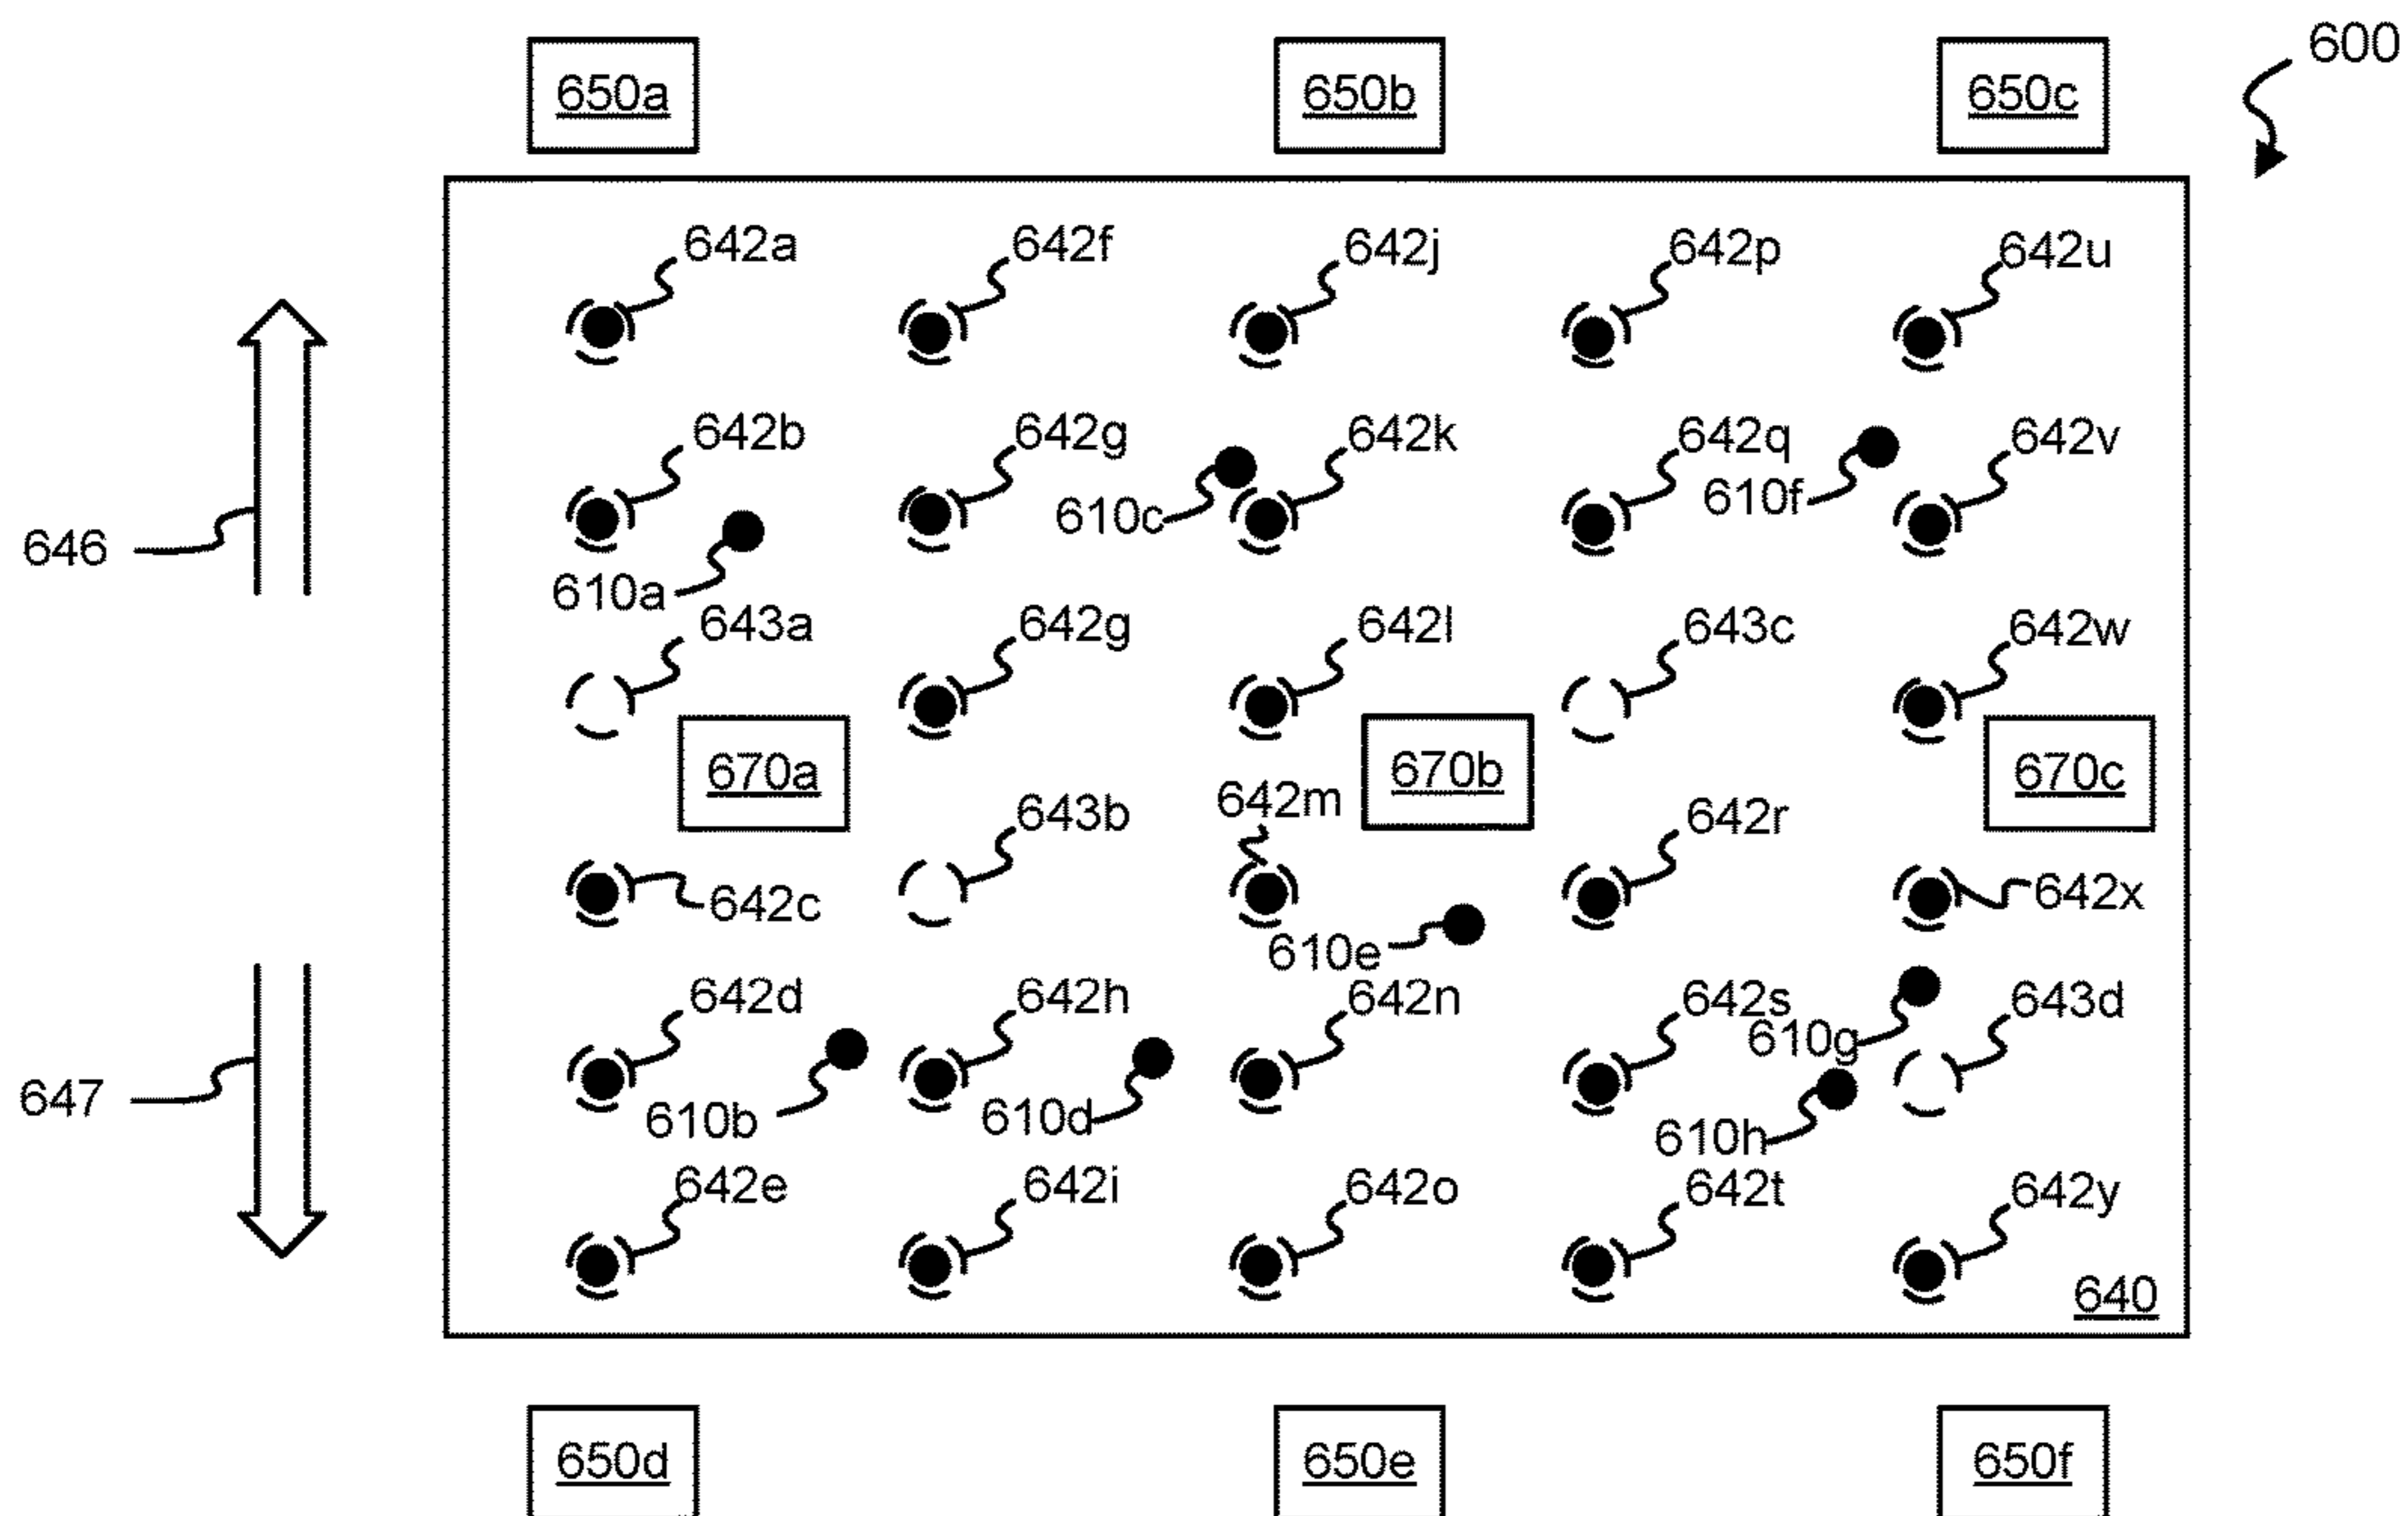 650a 650b 650c 600
642a 642f 642j 642p 642u
642b 642g 642k 642q 642v
610c 610f
646
610a
643a 642g 642l 643c 642w
670a 670b 670c
642m
643b 642r
642c 642x
610e
642d 642h 642n 642s 643d
610g
647
610b 610d 610h
642e 642i 642o 642t 642y
640
650d 650e 650f